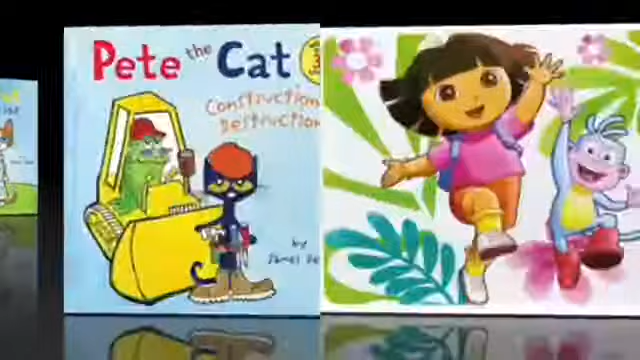 Pete the Cat
Construction
Destruction
by
James